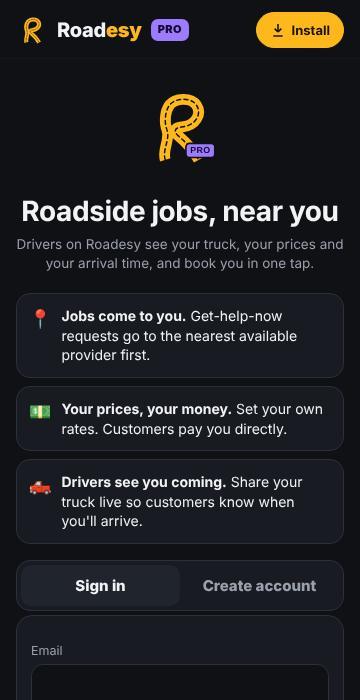 Roadesy PRO Install
PRO
Roadside jobs, near you
Drivers on Roadesy see your truck, your prices and
your arrival time, and book you in one tap.
Jobs come to you. Get-help-now
requests go to the nearest available
provider first.
Your prices, your money. Set your own
rates. Customers pay you directly.
Drivers see you coming. Share your
truck live so customers know when
you'll arrive.
Sign in Create account
Email